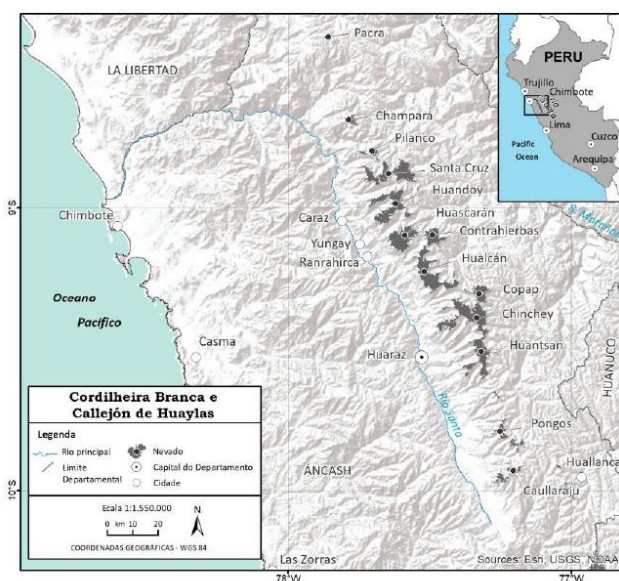 Pacra
LA LIBERTAD
Champará
Pilanco
Santa Cruz
Huandoy
Huascarán
Contrahierbas
Hualcán
Copap
Chinchey
Huantsan
Pongos
Caullaraju
Huallanca
HUANUCO
9°S
Chimbote
Caraz
Yungay
Ranrahirca
Oceano
Pacífico
Casma
Huaraz
Río Santa
ÁNCASH
10°S
Las Zorras
78°W
77°W
Sources: Esri, USGS, NOAA
PERU
Trujillo
Chimbote
Lima
Pacific
Ocean
Cuzco
Arequipa
Cordilheira Branca e
Callejón de Huaylas
Legenda
Rio principal
Limite
Departamental
Nevado
Capital do Departamento
Cidade
Ecala 1:1.550.000
0 km 10 20
N
COORDENADAS GEOGRÁFICAS - WGS 84